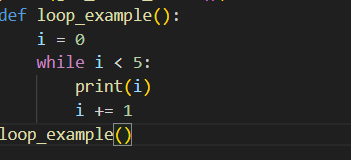 def loop_example():
    i = 0
    while i < 5:
        print(i)
        i += 1
loop_example()